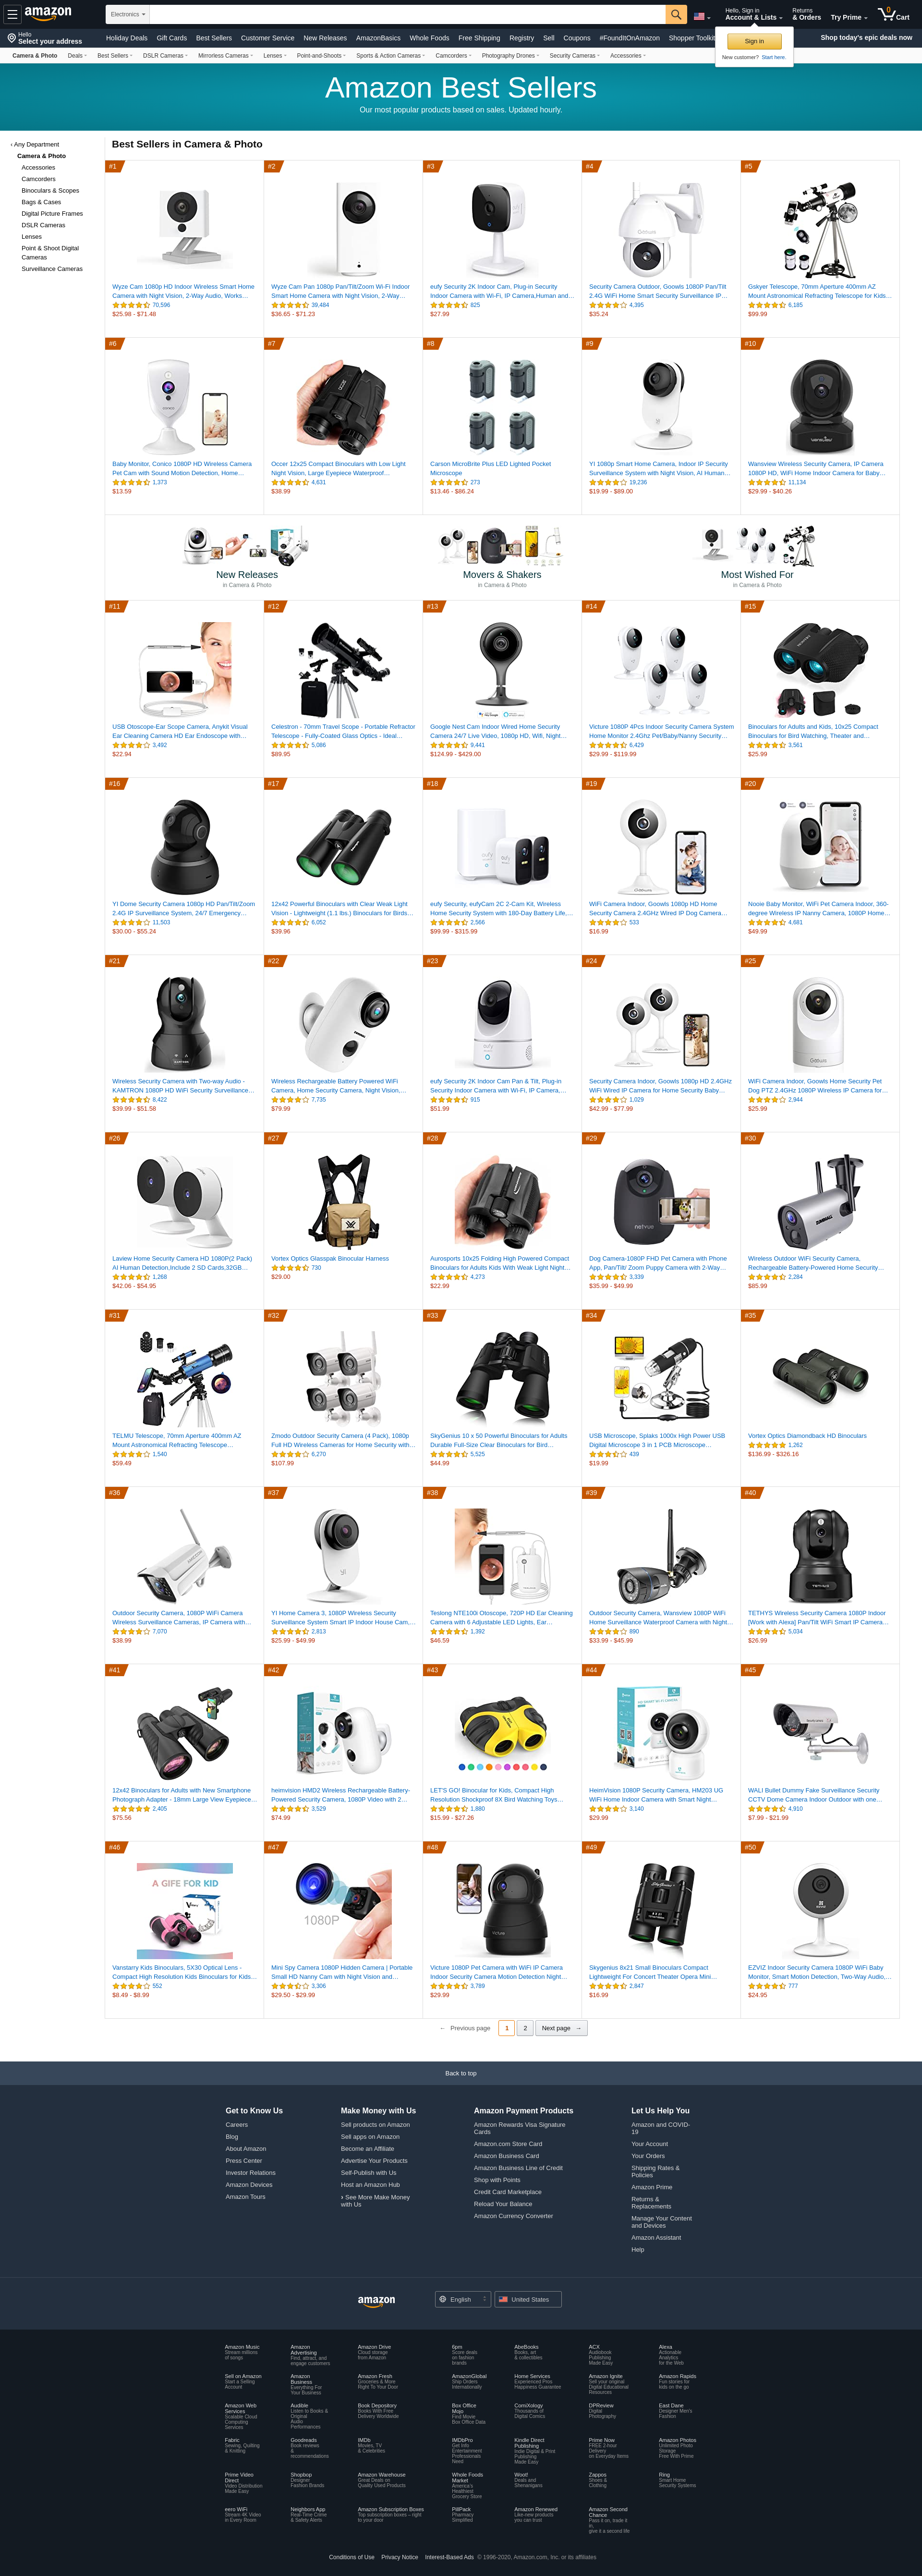 Hello
Select your address
amazon
Electronics
Hello, Sign in
Account & Lists
Returns
& Orders
Try Prime
0
Cart
Holiday Deals Gift Cards Best Sellers Customer Service New Releases AmazonBasics Whole Foods Free Shipping Registry Sell Coupons #FoundItOnAmazon Shopper Toolkit
Shop today's epic deals now
Sign in
New customer? Start here.
Camera & Photo Deals Best Sellers DSLR Cameras Mirrorless Cameras Lenses Point-and-Shoots Sports & Action Cameras Camcorders Photography Drones Security Cameras Accessories
Amazon Best Sellers
Our most popular products based on sales. Updated hourly.
‹ Any Department
Camera & Photo
Accessories
Camcorders
Binoculars & Scopes
Bags & Cases
Digital Picture Frames
DSLR Cameras
Lenses
Point & Shoot Digital
Cameras
Surveillance Cameras
Best Sellers in Camera & Photo
#1
Wyze Cam 1080p HD Indoor Wireless Smart Home
Camera with Night Vision, 2-Way Audio, Works…
70,596
$25.98 - $71.48
#2
Wyze Cam Pan 1080p Pan/Tilt/Zoom Wi-Fi Indoor
Smart Home Camera with Night Vision, 2-Way…
39,484
$36.65 - $71.23
#3
eufy Security 2K Indoor Cam, Plug-in Security
Indoor Camera with Wi-Fi, IP Camera,Human and…
825
$27.99
#4
Security Camera Outdoor, Goowls 1080P Pan/Tilt
2.4G WiFi Home Smart Security Surveillance IP…
4,395
$35.24
#5
Gskyer Telescope, 70mm Aperture 400mm AZ
Mount Astronomical Refracting Telescope for Kids…
6,185
$99.99
#6
Baby Monitor, Conico 1080P HD Wireless Camera
Pet Cam with Sound Motion Detection, Home…
1,373
$13.59
#7
Occer 12x25 Compact Binoculars with Low Light
Night Vision, Large Eyepiece Waterproof…
4,631
$38.99
#8
Carson MicroBrite Plus LED Lighted Pocket
Microscope
273
$13.46 - $86.24
#9
YI 1080p Smart Home Camera, Indoor IP Security
Surveillance System with Night Vision, AI Human…
19,236
$19.99 - $89.00
#10
Wansview Wireless Security Camera, IP Camera
1080P HD, WiFi Home Indoor Camera for Baby…
11,134
$29.99 - $40.26
New Releases
in Camera & Photo
Movers & Shakers
in Camera & Photo
Most Wished For
in Camera & Photo
#11
USB Otoscope-Ear Scope Camera, Anykit Visual
Ear Cleaning Camera HD Ear Endoscope with…
3,492
$22.94
#12
Celestron - 70mm Travel Scope - Portable Refractor
Telescope - Fully-Coated Glass Optics - Ideal…
5,086
$89.95
#13
Google Nest Cam Indoor Wired Home Security
Camera 24/7 Live Video, 1080p HD, Wifi, Night…
9,441
$124.99 - $429.00
#14
Victure 1080P 4Pcs Indoor Security Camera System
Home Monitor 2.4Ghz Pet/Baby/Nanny Security…
6,429
$29.99 - $119.99
#15
Binoculars for Adults and Kids, 10x25 Compact
Binoculars for Bird Watching, Theater and…
3,561
$25.99
#16
YI Dome Security Camera 1080p HD Pan/Tilt/Zoom
2.4G IP Surveillance System, 24/7 Emergency…
11,503
$30.00 - $55.24
#17
12x42 Powerful Binoculars with Clear Weak Light
Vision - Lightweight (1.1 lbs.) Binoculars for Birds…
6,052
$39.96
#18
eufy Security, eufyCam 2C 2-Cam Kit, Wireless
Home Security System with 180-Day Battery Life,…
2,566
$99.99 - $315.99
#19
WiFi Camera Indoor, Goowls 1080p HD Home
Security Camera 2.4GHz Wired IP Dog Camera…
533
$16.99
#20
Nooie Baby Monitor, WiFi Pet Camera Indoor, 360-
degree Wireless IP Nanny Camera, 1080P Home…
4,681
$49.99
#21
Wireless Security Camera with Two-way Audio -
KAMTRON 1080P HD WiFi Security Surveillance…
8,422
$39.99 - $51.58
#22
Wireless Rechargeable Battery Powered WiFi
Camera, Home Security Camera, Night Vision,…
7,735
$79.99
#23
eufy Security 2K Indoor Cam Pan & Tilt, Plug-in
Security Indoor Camera with Wi-Fi, IP Camera,…
915
$51.99
#24
Security Camera Indoor, Goowls 1080p HD 2.4GHz
WiFi Wired IP Camera for Home Security Baby…
1,029
$42.99 - $77.99
#25
WiFi Camera Indoor, Goowls Home Security Pet
Dog PTZ 2.4GHz 1080P Wireless IP Camera for…
2,944
$25.99
#26
Laview Home Security Camera HD 1080P(2 Pack)
AI Human Detection,Include 2 SD Cards,32GB…
1,268
$42.06 - $54.95
#27
Vortex Optics Glasspak Binocular Harness
730
$29.00
#28
Aurosports 10x25 Folding High Powered Compact
Binoculars for Adults Kids With Weak Light Night…
4,273
$22.99
#29
netvue
Dog Camera-1080P FHD Pet Camera with Phone
App, Pan/Tilt/ Zoom Puppy Camera with 2-Way…
3,339
$35.99 - $49.99
#30
Wireless Outdoor WiFi Security Camera,
Rechargeable Battery-Powered Home Security…
2,284
$85.99
#31
TELMU Telescope, 70mm Aperture 400mm AZ
Mount Astronomical Refracting Telescope…
1,540
$59.49
#32
Zmodo Outdoor Security Camera (4 Pack), 1080p
Full HD Wireless Cameras for Home Security with…
6,270
$107.99
#33
SkyGenius 10 x 50 Powerful Binoculars for Adults
Durable Full-Size Clear Binoculars for Bird…
5,525
$44.99
#34
USB Microscope, Splaks 1000x High Power USB
Digital Microscope 3 in 1 PCB Microscope…
439
$19.99
#35
Vortex Optics Diamondback HD Binoculars
1,262
$136.99 - $326.16
#36
Outdoor Security Camera, 1080P WiFi Camera
Wireless Surveillance Cameras, IP Camera with…
7,070
$38.99
#37
YI Home Camera 3, 1080P Wireless Security
Surveillance System Smart IP Indoor House Cam,…
2,813
$25.99 - $49.99
#38
Teslong NTE100i Otoscope, 720P HD Ear Cleaning
Camera with 6 Adjustable LED Lights, Ear…
1,392
$46.59
#39
Outdoor Security Camera, Wansview 1080P WiFi
Home Surveillance Waterproof Camera with Night…
890
$33.99 - $45.99
#40
TETHYS Wireless Security Camera 1080P Indoor
[Work with Alexa] Pan/Tilt WiFi Smart IP Camera…
5,034
$26.99
#41
12x42 Binoculars for Adults with New Smartphone
Photograph Adapter - 18mm Large View Eyepiece…
2,405
$75.56
#42
heimvision HMD2 Wireless Rechargeable Battery-
Powered Security Camera, 1080P Video with 2…
3,529
$74.99
#43
LET'S GO! Binocular for Kids, Compact High
Resolution Shockproof 8X Bird Watching Toys…
1,880
$15.99 - $27.26
#44
HeimVision 1080P Security Camera, HM203 UG
WiFi Home Indoor Camera with Smart Night…
3,140
$29.99
#45
WALI Bullet Dummy Fake Surveillance Security
CCTV Dome Camera Indoor Outdoor with one…
4,910
$7.99 - $21.99
#46
A GIFE FOR KID
Vanstarry Kids Binoculars, 5X30 Optical Lens -
Compact High Resolution Kids Binoculars for Kids…
552
$8.49 - $8.99
#47
1080P
Mini Spy Camera 1080P Hidden Camera | Portable
Small HD Nanny Cam with Night Vision and…
3,306
$29.50 - $29.99
#48
Victure 1080P Pet Camera with WiFi IP Camera
Indoor Security Camera Motion Detection Night…
3,789
$29.99
#49
Skygenius 8x21 Small Binoculars Compact
Lightweight For Concert Theater Opera Mini…
2,847
$16.99
#50
EZVIZ Indoor Security Camera 1080P WiFi Baby
Monitor, Smart Motion Detection, Two-Way Audio,…
777
$24.95
← Previous page 1 2 Next page →
Back to top
Get to Know Us
Careers
Blog
About Amazon
Press Center
Investor Relations
Amazon Devices
Amazon Tours
Make Money with Us
Sell products on Amazon
Sell apps on Amazon
Become an Affiliate
Advertise Your Products
Self-Publish with Us
Host an Amazon Hub
› See More Make Money
with Us
Amazon Payment Products
Amazon Rewards Visa Signature
Cards
Amazon.com Store Card
Amazon Business Card
Amazon Business Line of Credit
Shop with Points
Credit Card Marketplace
Reload Your Balance
Amazon Currency Converter
Let Us Help You
Amazon and COVID-
19
Your Account
Your Orders
Shipping Rates &
Policies
Amazon Prime
Returns &
Replacements
Manage Your Content
and Devices
Amazon Assistant
Help
amazon
English
United States
Amazon Music
Stream millions
of songs
Amazon
Advertising
Find, attract, and
engage customers
Amazon Drive
Cloud storage
from Amazon
6pm
Score deals
on fashion
brands
AbeBooks
Books, art
& collectibles
ACX
Audiobook
Publishing
Made Easy
Alexa
Actionable
Analytics
for the Web
Sell on Amazon
Start a Selling
Account
Amazon
Business
Everything For
Your Business
Amazon Fresh
Groceries & More
Right To Your Door
AmazonGlobal
Ship Orders
Internationally
Home Services
Experienced Pros
Happiness Guarantee
Amazon Ignite
Sell your original
Digital Educational
Resources
Amazon Rapids
Fun stories for
kids on the go
Amazon Web
Services
Scalable Cloud
Computing
Services
Audible
Listen to Books &
Original
Audio
Performances
Book Depository
Books With Free
Delivery Worldwide
Box Office
Mojo
Find Movie
Box Office Data
ComiXology
Thousands of
Digital Comics
DPReview
Digital
Photography
East Dane
Designer Men's
Fashion
Fabric
Sewing, Quilting
& Knitting
Goodreads
Book reviews
&
recommendations
IMDb
Movies, TV
& Celebrities
IMDbPro
Get Info
Entertainment
Professionals
Need
Kindle Direct
Publishing
Indie Digital & Print
Publishing
Made Easy
Prime Now
FREE 2-hour
Delivery
on Everyday Items
Amazon Photos
Unlimited Photo
Storage
Free With Prime
Prime Video
Direct
Video Distribution
Made Easy
Shopbop
Designer
Fashion Brands
Amazon Warehouse
Great Deals on
Quality Used Products
Whole Foods
Market
America's
Healthiest
Grocery Store
Woot!
Deals and
Shenanigans
Zappos
Shoes &
Clothing
Ring
Smart Home
Security Systems
eero WiFi
Stream 4K Video
in Every Room
Neighbors App
Real-Time Crime
& Safety Alerts
Amazon Subscription Boxes
Top subscription boxes – right
to your door
PillPack
Pharmacy
Simplified
Amazon Renewed
Like-new products
you can trust
Amazon Second
Chance
Pass it on, trade it
in,
give it a second life
Conditions of Use Privacy Notice Interest-Based Ads © 1996-2020, Amazon.com, Inc. or its affiliates